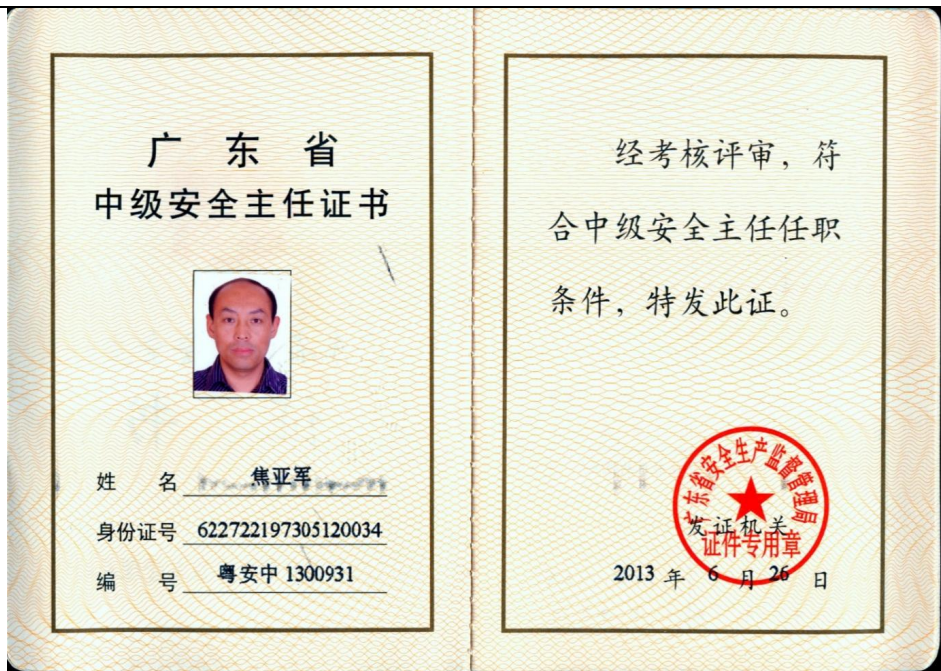 广东省
中级安全主任证书
姓名 焦亚军
身份证号 622722197305120034
编号 粤安中 1300931
经考核评审，符
合中级安全主任任职
条件，特发此证。
广东省安全生产监督管理局
发证机关
证件专用章
2013 年 6 月 26 日